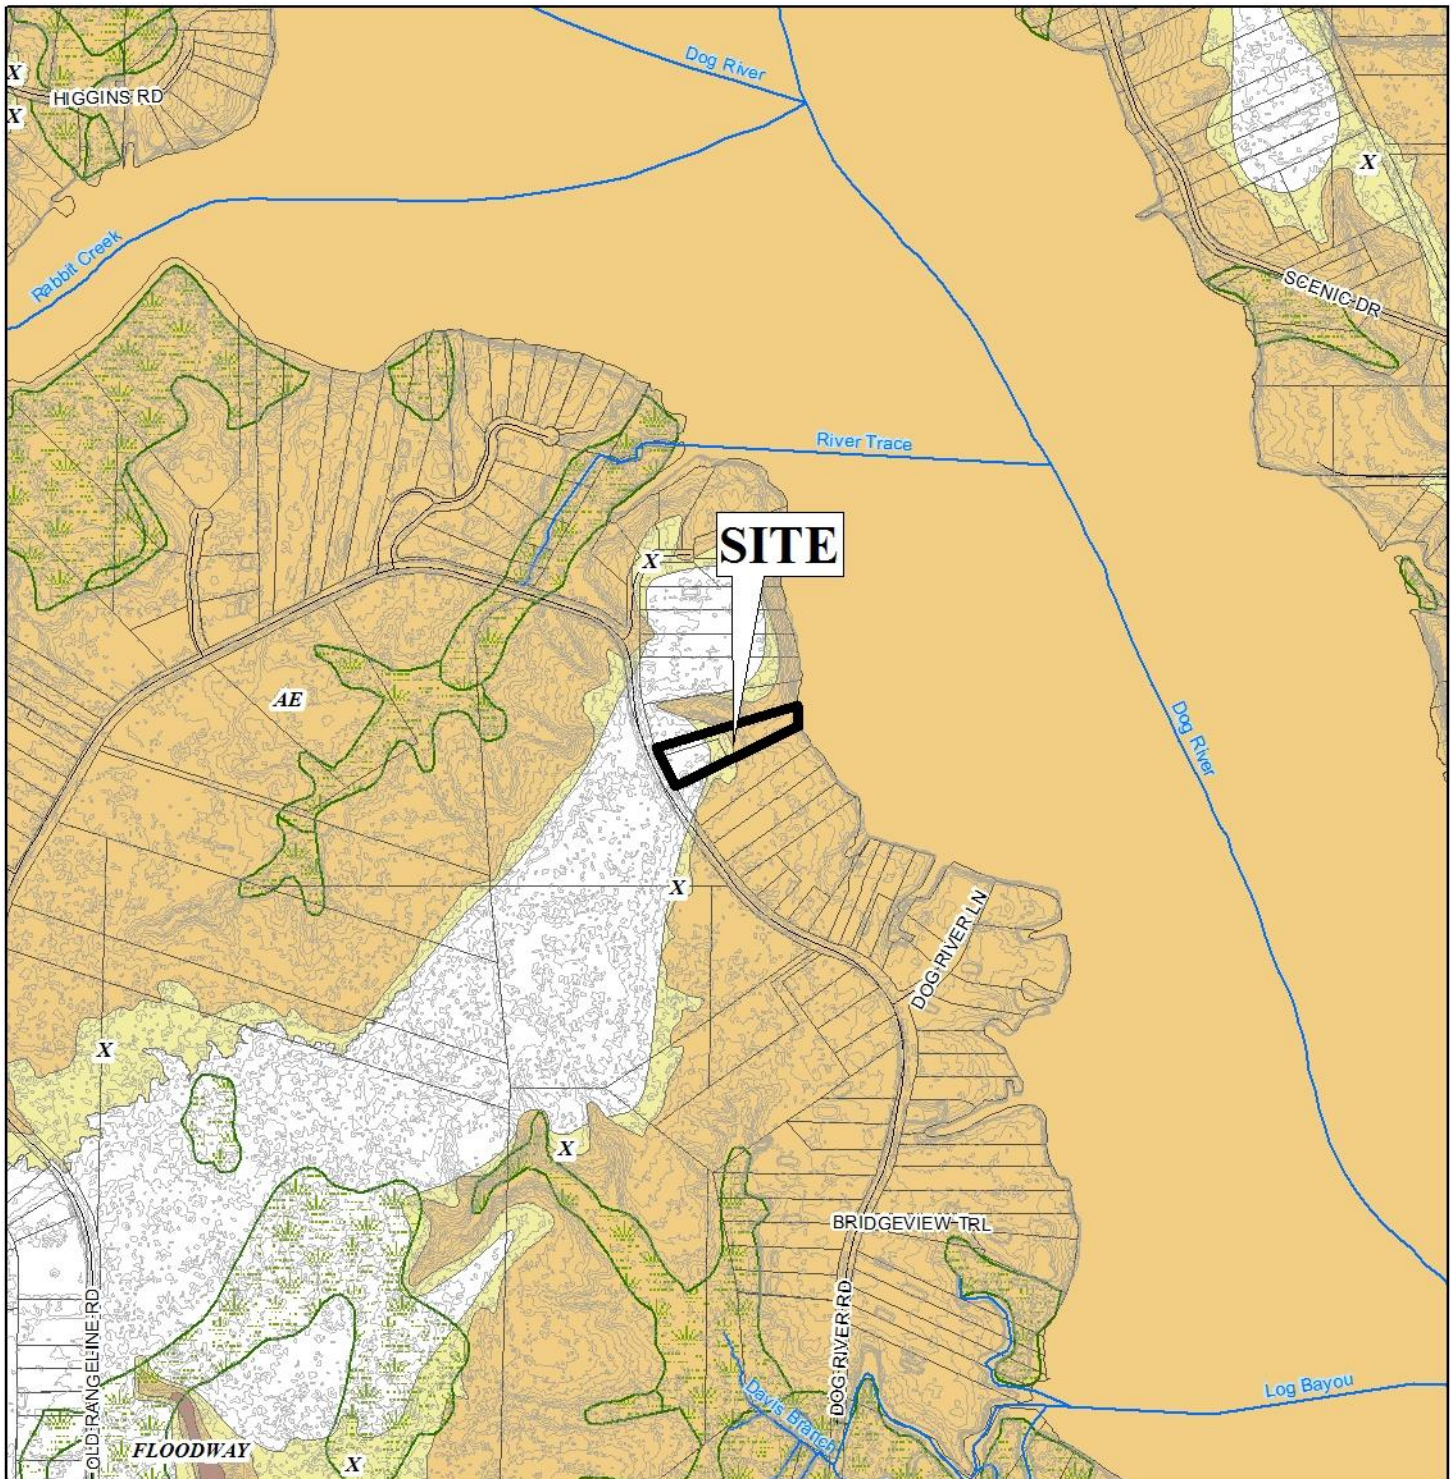 Dog River
X
HIGGINS RD
X
X
Rabbit Creek
SCENIC DR
River Trace
SITE
X
AE
Dog River
X
DOG RIVER LN
X
X
BRIDGEVIEW TRL
OLD RANGELINE RD
DOG RIVER RD
Davis Branch
Log Bayou
FLOODWAY
X